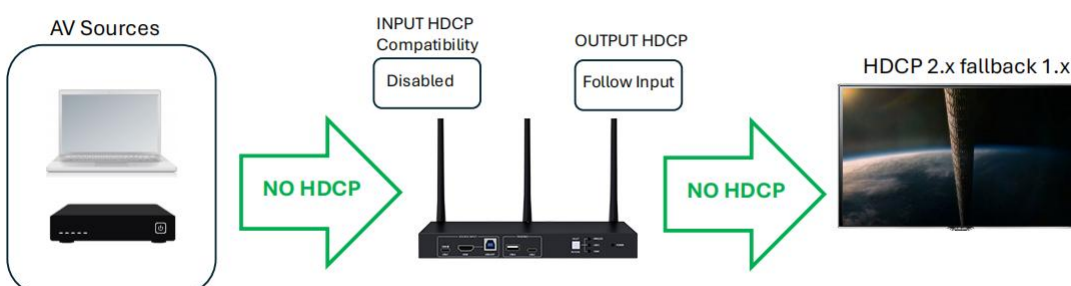 AV Sources
INPUT HDCP
Compatibility
Disabled
OUTPUT HDCP
Follow Input
HDCP 2.x fallback 1.x
NO HDCP
NO HDCP